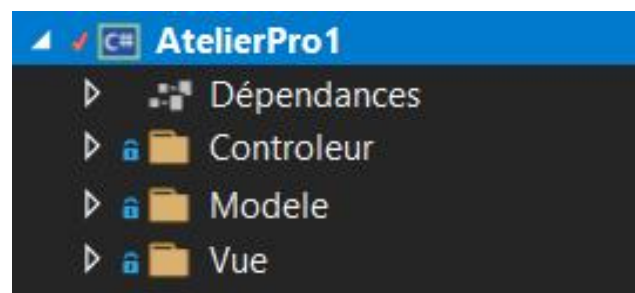 C# AtelierPro1
Dépendances
Controleur
Modele
Vue